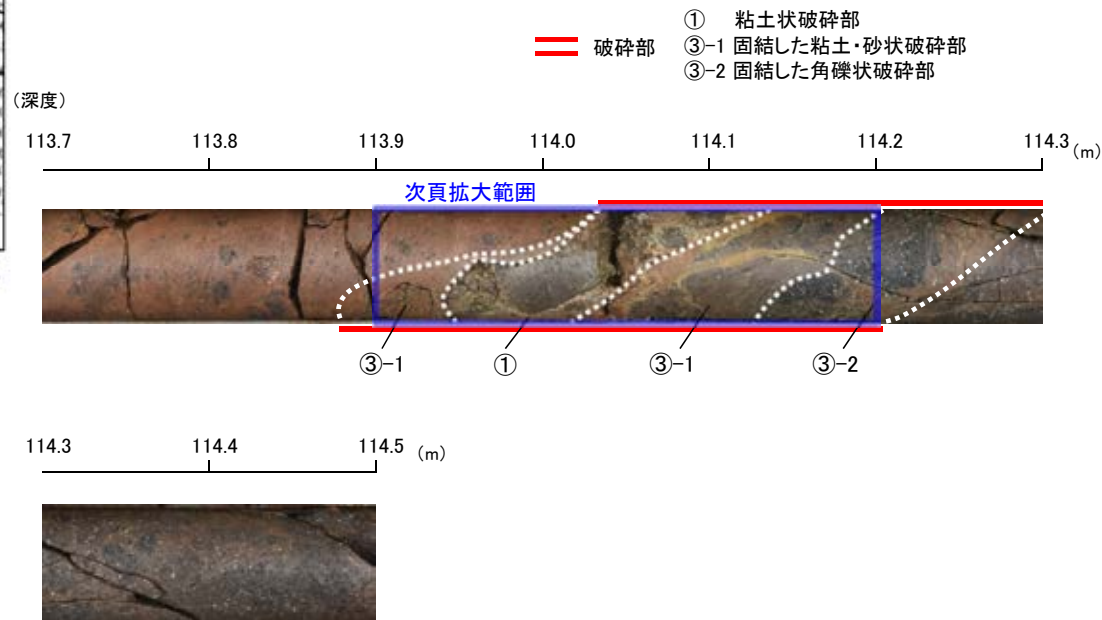 ① 粘土状破砕部
破砕部 ③-1 固結した粘土・砂状破砕部
③-2 固結した角礫状破砕部
(深度)
113.7 113.8 113.9 114.0 114.1 114.2 114.3 (m)
次頁拡大範囲
③-1 ① ③-1 ③-2
114.3 114.4 114.5 (m)